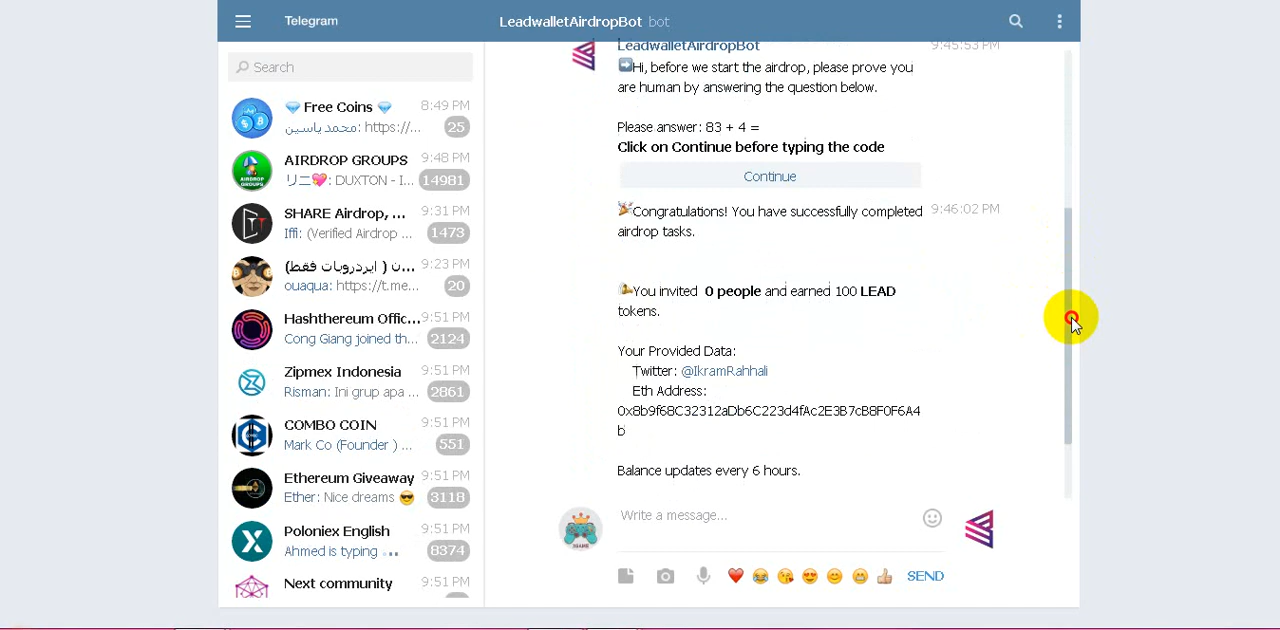 Telegram
LeadwalletAirdropBot bot
Search
Free Coins
8:49 PM
محمد ياسين: https://...
25
AIRDROP GROUPS
9:48 PM
リニ💖: DUXTON - I...
14981
SHARE Airdrop, ...
9:31 PM
Iffi: (Verified Airdrop ...
1473
ن ( ايردروبات فقط)...
9:23 PM
ouaqua: https://t.me...
20
Hashthereum Offic...
9:51 PM
Cong Giang joined th...
2124
Zipmex Indonesia
9:51 PM
Risman: Ini grup apa ...
2861
COMBO COIN
9:51 PM
Mark Co (Founder ) ...
551
Ethereum Giveaway
9:51 PM
Ether: Nice dreams 😎
3118
Poloniex English
9:51 PM
Ahmed is typing
8374
Next community
9:51 PM
LeadwalletAirdropBot
9:45:53 PM
➡Hi, before we start the airdrop, please prove you
are human by answering the question below.
Please answer: 83 + 4 =
Click on Continue before typing the code
Continue
🎉Congratulations! You have successfully completed
9:46:02 PM
airdrop tasks.
You invited 0 people and earned 100 LEAD
tokens.
Your Provided Data:
Twitter: @IkramRahhali
Eth Address:
0x8b9f68C32312aDb6C223d4fAc2E3B7cB8F0F6A4
b
Balance updates every 6 hours.
Write a message...
SEND